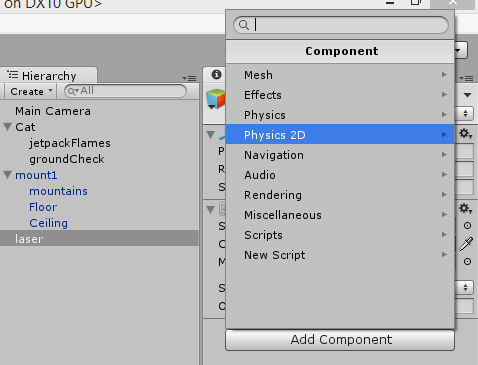 on DX10 GPU>
Hierarchy
Create
All
Main Camera
Cat
jetpackFlames
groundCheck
mount1
mountains
Floor
Ceiling
laser
Component
Mesh
Effects
Physics
Physics 2D
Navigation
Audio
Rendering
Miscellaneous
Scripts
New Script
P
R
S
S
C
M
S
O
Add Component